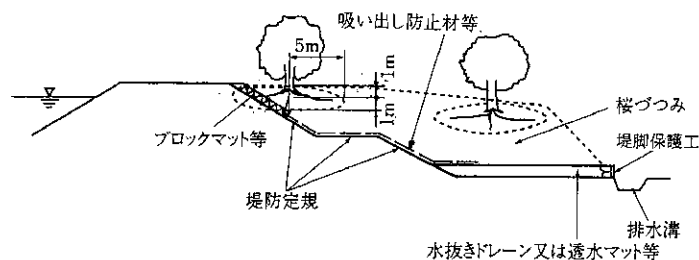 吸い出し防止材等
5m
1m
1m
桜づつみ
ブロックマット等
堤脚保護工
堤防定規
排水溝
水抜きドレーン又は透水マット等